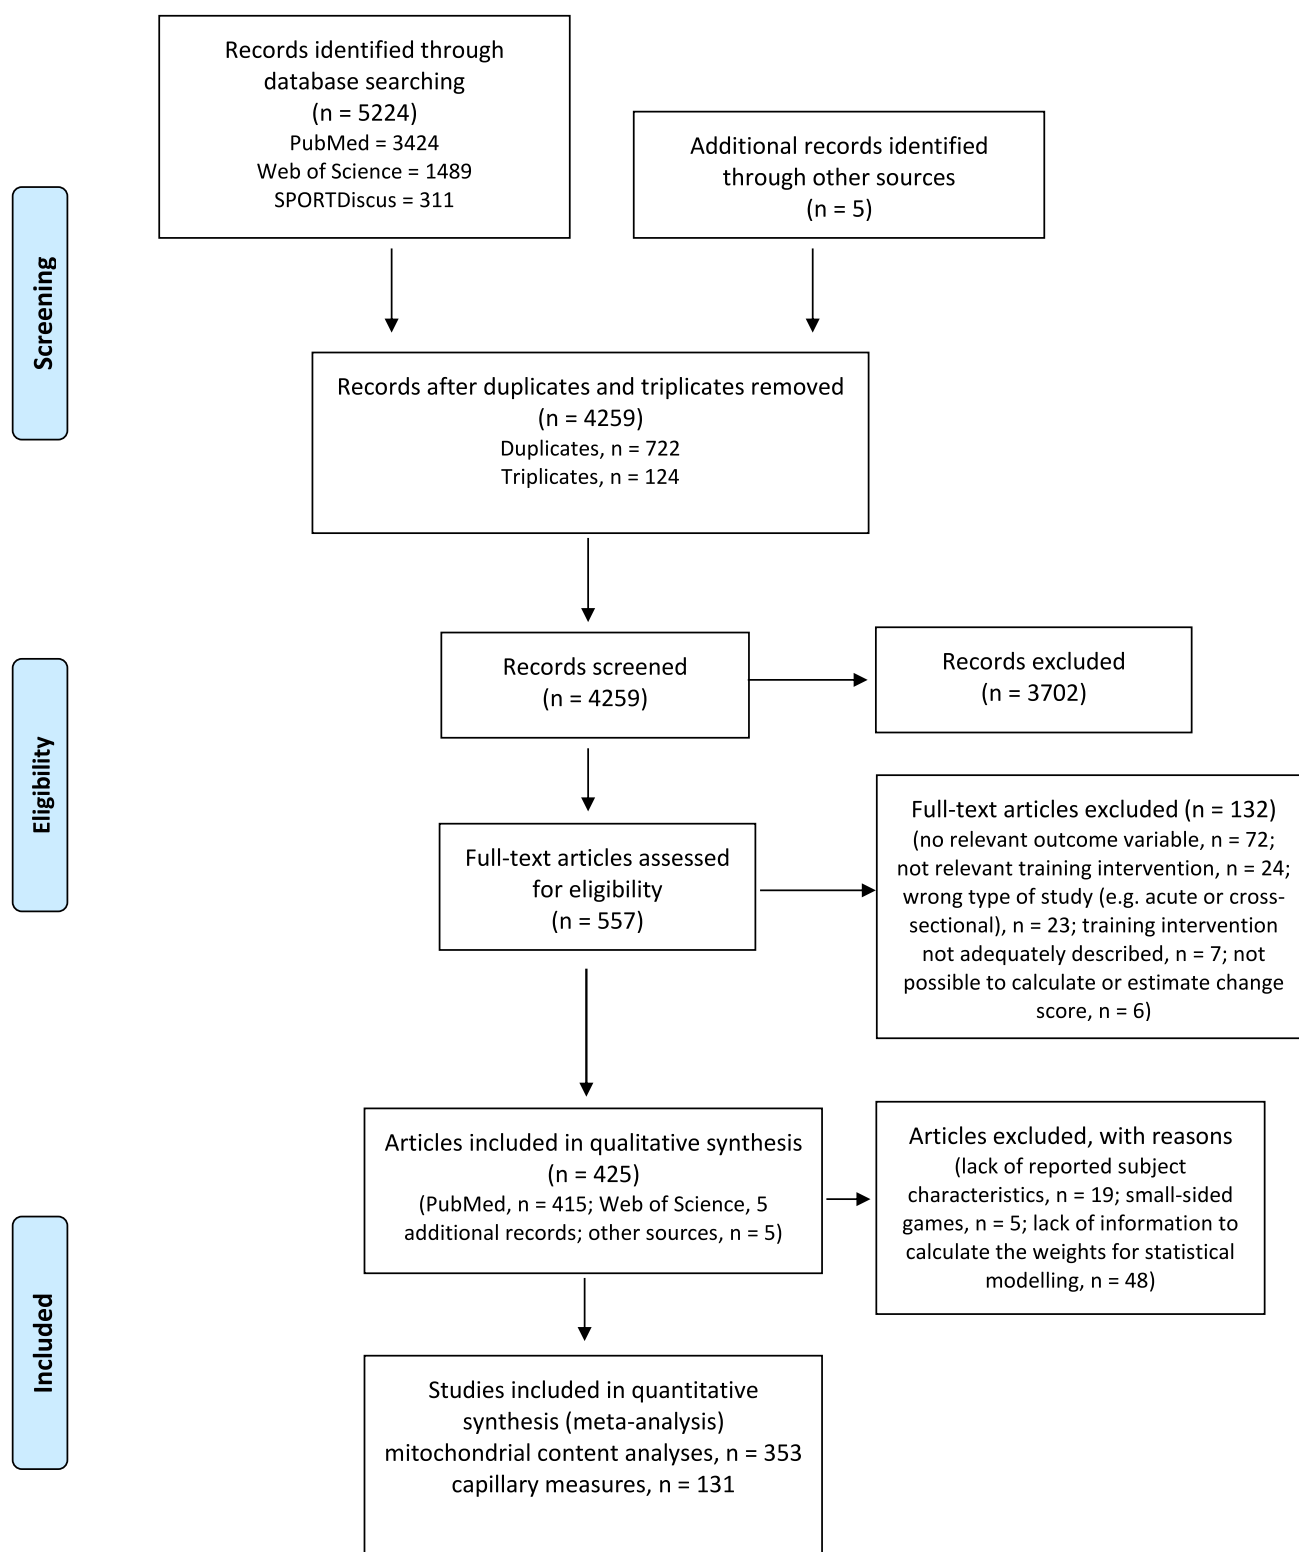 Records identified through
database searching
(n = 5224)
PubMed = 3424
Web of Science = 1489
SPORTDiscus = 311
Additional records identified
through other sources
(n = 5)
Screening
Records after duplicates and triplicates removed
(n = 4259)
Duplicates, n = 722
Triplicates, n = 124
Records screened
(n = 4259)
Records excluded
(n = 3702)
Eligibility
Full-text articles assessed
for eligibility
(n = 557)
Full-text articles excluded (n = 132)
(no relevant outcome variable, n = 72;
not relevant training intervention, n = 24;
wrong type of study (e.g. acute or cross-
sectional), n = 23; training intervention
not adequately described, n = 7; not
possible to calculate or estimate change
score, n = 6)
Articles included in qualitative synthesis
(n = 425)
(PubMed, n = 415; Web of Science, 5
additional records; other sources, n = 5)
Articles excluded, with reasons
(lack of reported subject
characteristics, n = 19; small-sided
games, n = 5; lack of information to
calculate the weights for statistical
modelling, n = 48)
Included
Studies included in quantitative
synthesis (meta-analysis)
mitochondrial content analyses, n = 353
capillary measures, n = 131